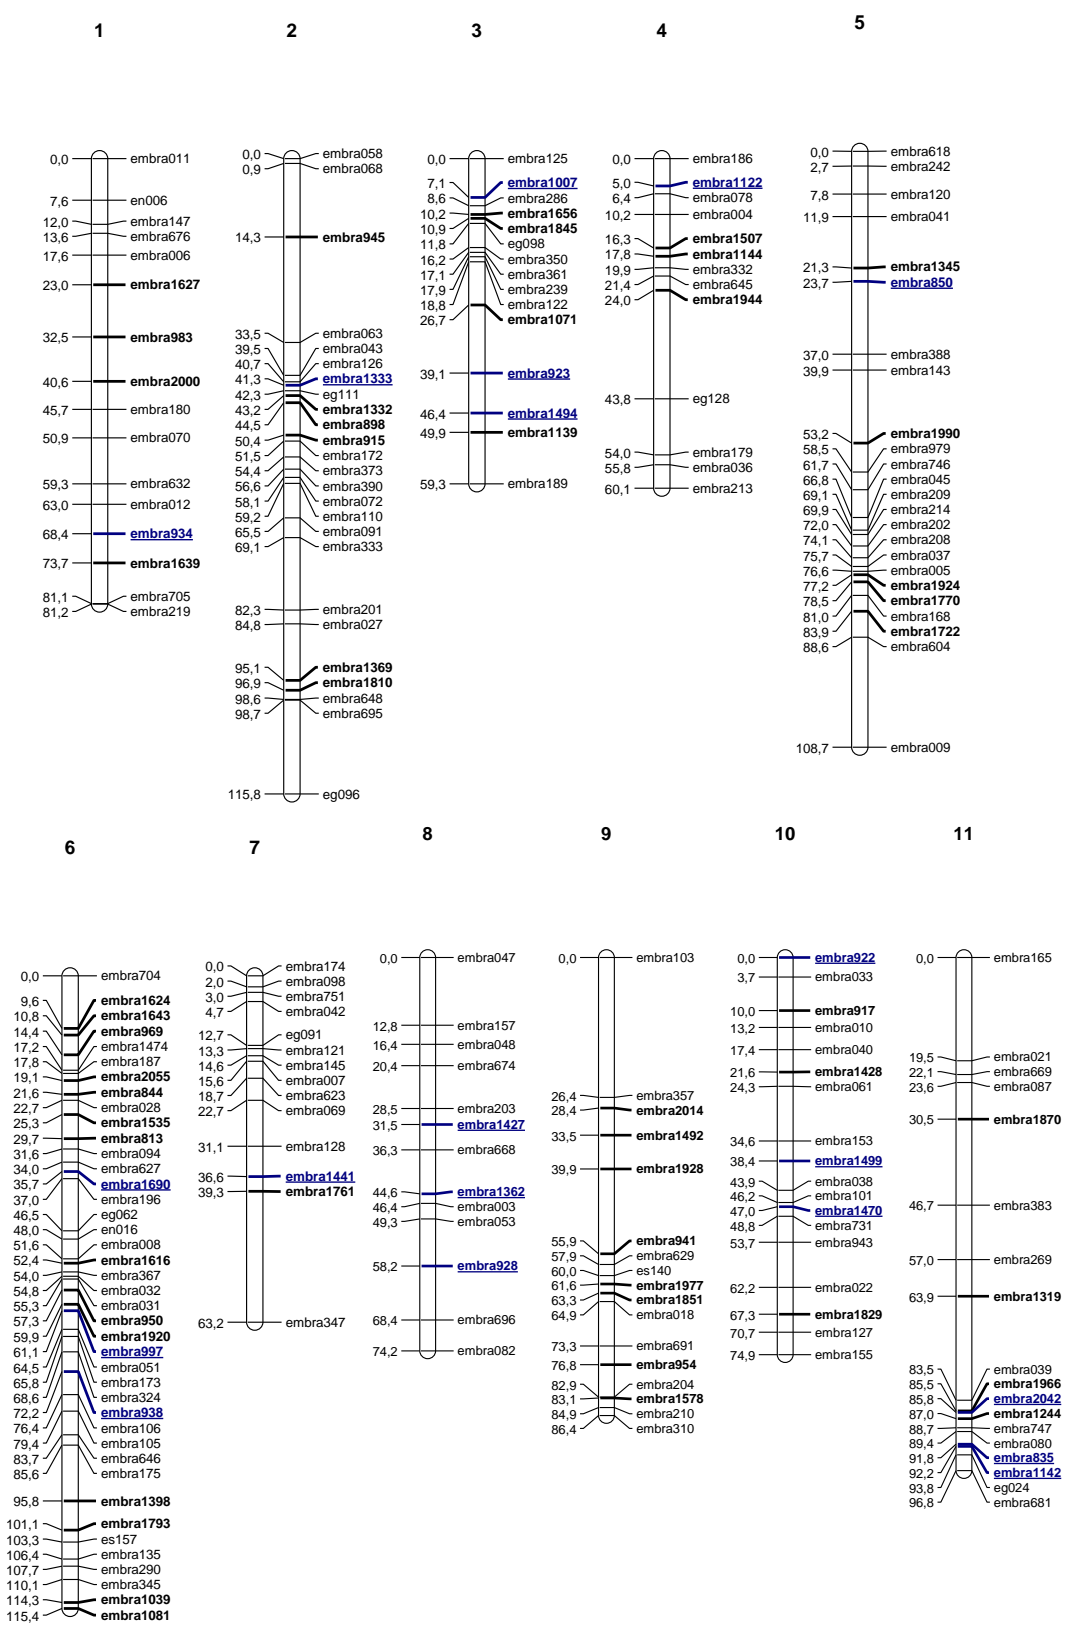 1
0,0 embra011
7,6 en006
12,0 embra147
13,6 embra676
17,6 embra006
23,0 embra1627
32,5 embra983
40,6 embra2000
45,7 embra180
50,9 embra070
59,3 embra632
63,0 embra012
68,4 embra934
73,7 embra1639
81,1 embra705
81,2 embra219
2
0,0 embra058
0,9 embra068
14,3 embra945
33,5 embra063
39,5 embra043
40,7 embra126
41,3 embra1333
42,3 eg111
43,2 embra1332
44,5 embra898
50,4 embra915
51,5 embra172
54,4 embra373
56,6 embra390
58,1 embra072
59,2 embra110
65,5 embra091
69,1 embra333
82,3 embra201
84,8 embra027
95,1 embra1369
96,9 embra1810
98,6 embra648
98,7 embra695
115,8 eg096
3
0,0 embra125
7,1 embra1007
8,6 embra286
10,2 embra1656
10,9 embra1845
11,8 eg098
16,2 embra350
17,1 embra361
17,9 embra239
18,8 embra122
26,7 embra1071
39,1 embra923
46,4 embra1494
49,9 embra1139
59,3 embra189
4
0,0 embra186
5,0 embra1122
6,4 embra078
10,2 embra004
16,3 embra1507
17,8 embra1144
19,9 embra332
21,4 embra645
24,0 embra1944
43,8 eg128
54,0 embra179
55,8 embra036
60,1 embra213
5
0,0 embra618
2,7 embra242
7,8 embra120
11,9 embra041
21,3 embra1345
23,7 embra850
37,0 embra388
39,9 embra143
53,2 embra1990
58,5 embra979
61,7 embra746
66,8 embra045
69,1 embra209
69,9 embra214
72,0 embra202
74,1 embra208
75,7 embra037
76,6 embra005
77,2 embra1924
78,5 embra1770
81,0 embra168
83,9 embra1722
88,6 embra604
108,7 embra009
6
0,0 embra704
9,6 embra1624
10,8 embra1643
14,4 embra969
17,2 embra1474
17,8 embra187
19,1 embra2055
21,6 embra844
22,7 embra028
25,3 embra1535
29,7 embra813
31,6 embra094
34,0 embra627
35,7 embra1690
37,0 embra196
46,5 eg062
48,0 en016
51,6 embra008
52,4 embra1616
54,0 embra367
54,8 embra032
55,3 embra031
57,3 embra950
59,9 embra1920
61,1 embra997
64,5 embra051
65,8 embra173
68,6 embra324
72,2 embra938
76,4 embra106
79,4 embra105
83,7 embra646
85,6 embra175
95,8 embra1398
101,1 embra1793
103,3 es157
106,4 embra135
107,7 embra290
110,1 embra345
114,3 embra1039
115,4 embra1081
7
0,0 embra174
2,0 embra098
3,0 embra751
4,7 embra042
12,7 eg091
13,3 embra121
14,6 embra145
15,6 embra007
18,7 embra623
22,7 embra069
31,1 embra128
36,6 embra1441
39,3 embra1761
63,2 embra347
8
0,0 embra047
12,8 embra157
16,4 embra048
20,4 embra674
28,5 embra203
31,5 embra1427
36,3 embra668
44,6 embra1362
46,4 embra003
49,3 embra053
58,2 embra928
68,4 embra696
74,2 embra082
9
0,0 embra103
26,4 embra357
28,4 embra2014
33,5 embra1492
39,9 embra1928
55,9 embra941
57,9 embra629
60,0 es140
61,6 embra1977
63,3 embra1851
64,9 embra018
73,3 embra691
76,8 embra954
82,9 embra204
83,1 embra1578
84,9 embra210
86,4 embra310
10
0,0 embra922
3,7 embra033
10,0 embra917
13,2 embra010
17,4 embra040
21,6 embra1428
24,3 embra061
34,6 embra153
38,4 embra1499
43,9 embra038
46,2 embra101
47,0 embra1470
48,8 embra731
53,7 embra943
62,2 embra022
67,3 embra1829
70,7 embra127
74,9 embra155
11
0,0 embra165
19,5 embra021
22,1 embra669
23,6 embra087
30,5 embra1870
46,7 embra383
57,0 embra269
63,9 embra1319
83,5 embra039
85,5 embra1966
85,8 embra2042
87,0 embra1244
88,7 embra747
89,4 embra080
91,8 embra835
92,2 embra1142
93,8 eg024
96,8 embra681